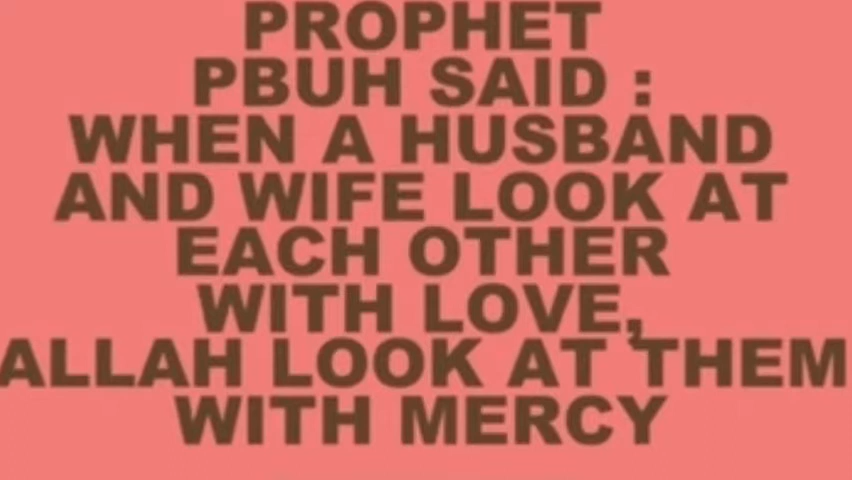 PROPHET
PBUH SAID :
WHEN A HUSBAND
AND WIFE LOOK AT
EACH OTHER
WITH LOVE,
ALLAH LOOK AT THEM
WITH MERCY